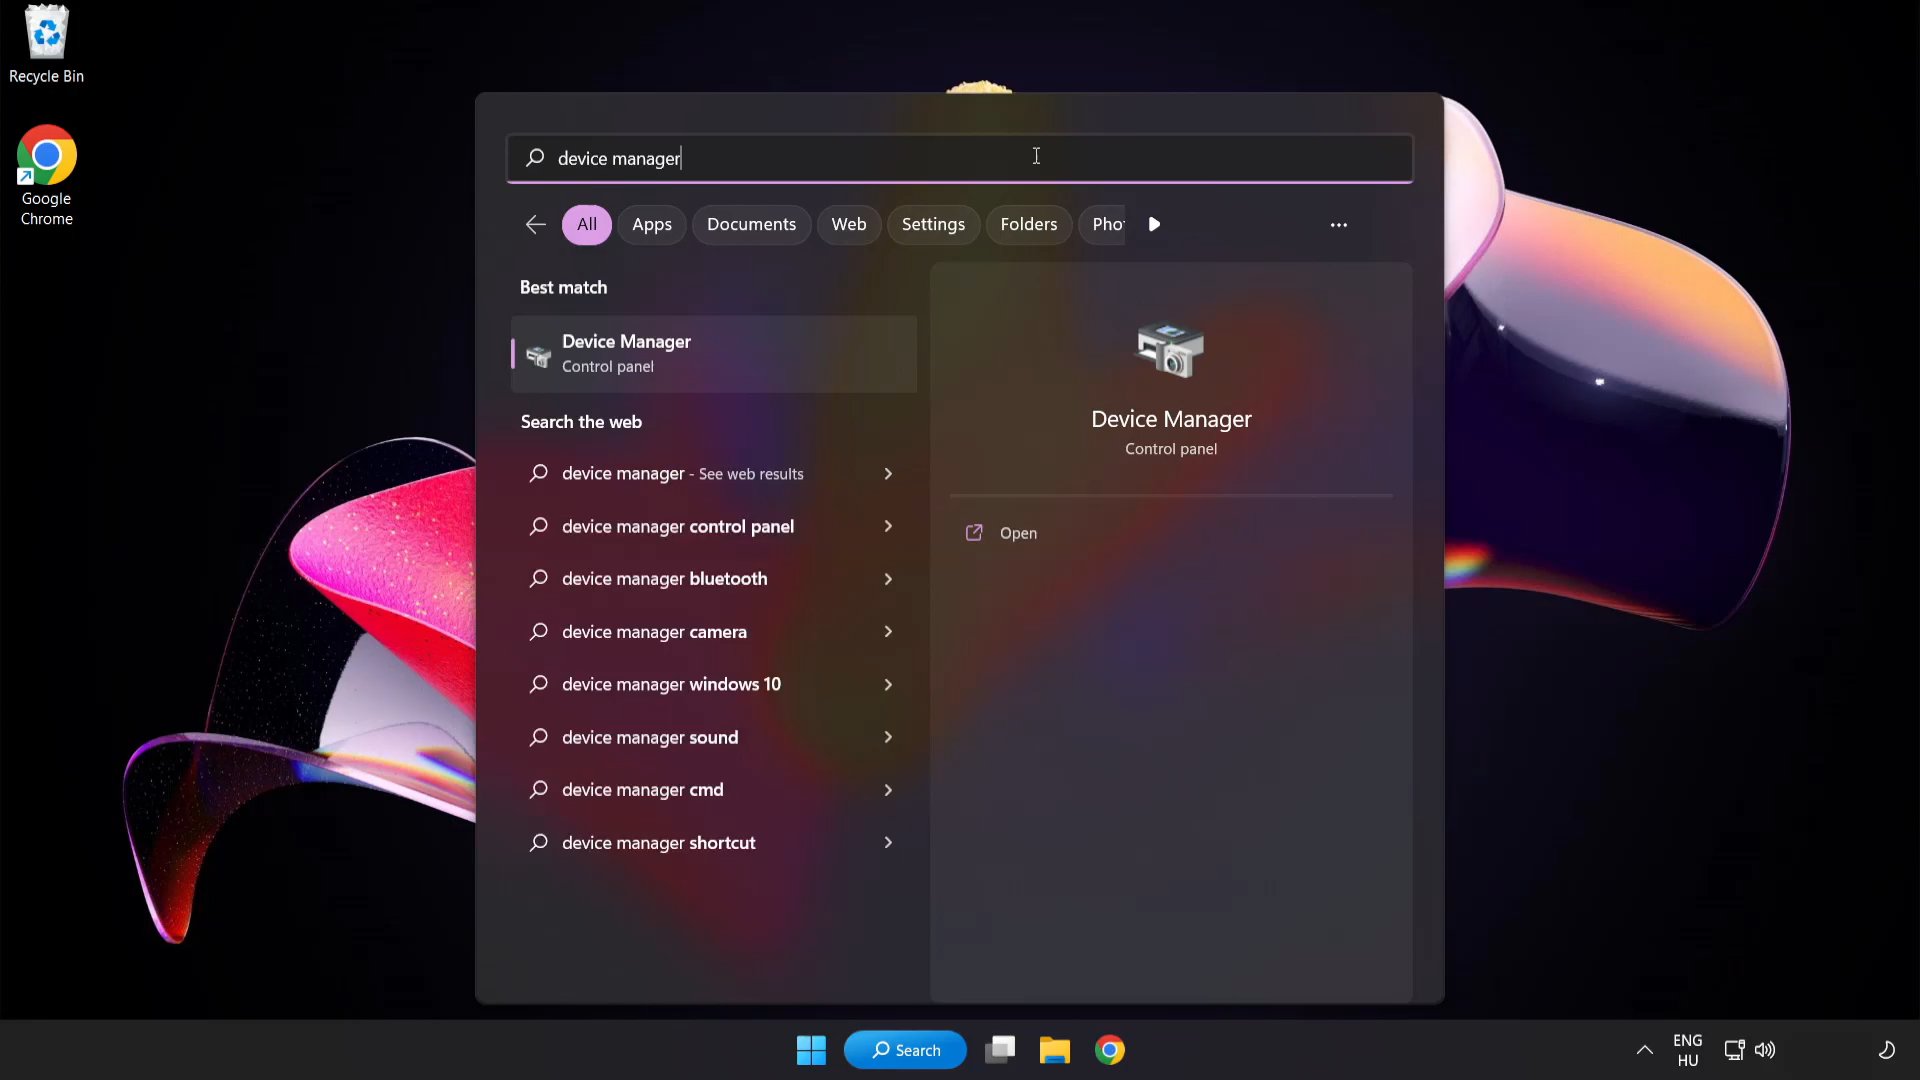 Recycle Bin
Google
Chrome
device manager
All
Apps
Documents
Web
Settings
Folders
Pho
Best match
Device Manager
Control panel
Search the web
device manager - See web results
device manager control panel
device manager bluetooth
device manager camera
device manager windows 10
device manager sound
device manager cmd
device manager shortcut
Device Manager
Control panel
Open
Search
ENG
HU